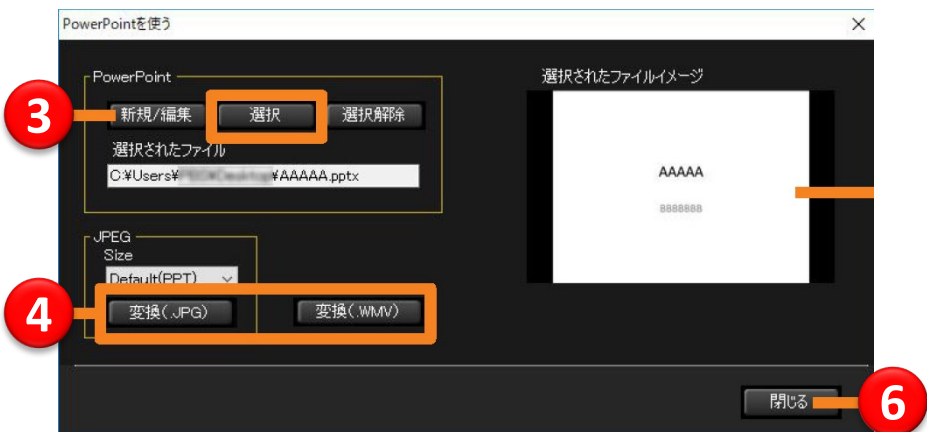 PowerPointを使う
PowerPoint
選択されたファイルイメージ
3
新規/編集 選択 選択解除
選択されたファイル
C:¥Users¥ ¥AAAAA.pptx
AAAAA
BBBBBBB
JPEG
Size
Default(PPT)
4
変換(.JPG) 変換(.WMV)
閉じる
6